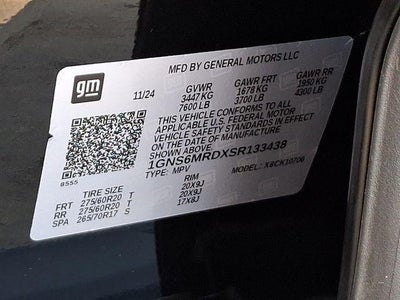 gm
MFD BY GENERAL MOTORS LLC
11/24 GVWR GAWR FRT GAWR RR
3447 KG 1678 KG 1950 KG
7600 LB 3700 LB 4300 LB
THIS VEHICLE CONFORMS TO ALL
APPLICABLE U.S. FEDERAL MOTOR
VEHICLE SAFETY STANDARDS IN EFFECT
ON THE DATE OF MANUFACTURE
SHOWN ABOVE.
1GNS6MRDXSR133438
8555 TYPE: MPV MODEL: X6CK10706
TIRE SIZE RIM
FRT 275/60R20 T 20X9J
RR 275/60R20 T 20X9J
SPA 265/70R17 S 17X8J